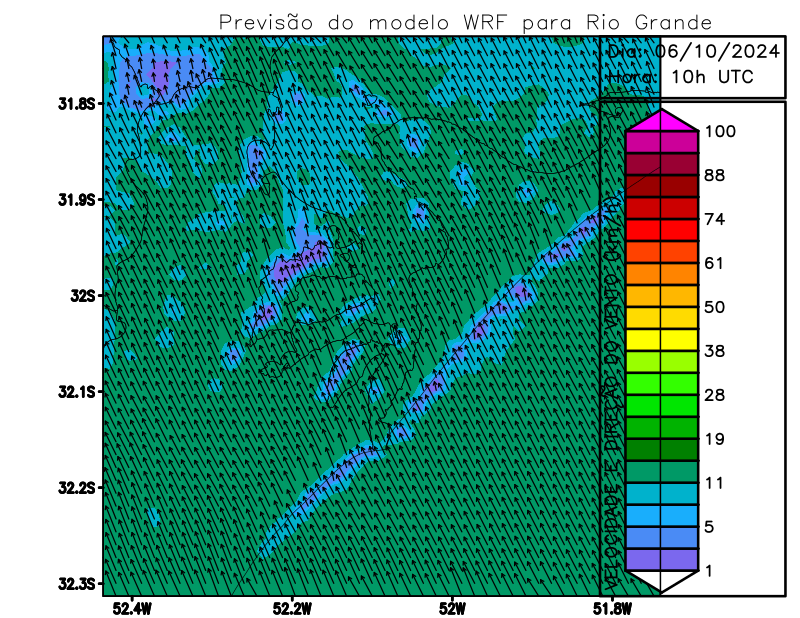 Previsão do modelo WRF para Rio Grande
Dia: 06/10/2024
Hora: 10h UTC
31.8S
31.9S
32S
32.1S
32.2S
32.3S
52.4W
52.2W
52W
51.8W
VELOCIDADE E DIREÇÃO DO VENTO (km/h)
100
88
74
61
50
38
28
19
11
5
1